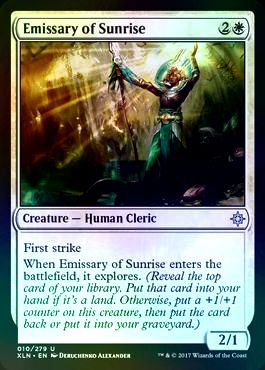 Emissary of Sunrise 2
Creature — Human Cleric
First strike
When Emissary of Sunrise enters the
battlefield, it explores. (Reveal the top
card of your library. Put that card into your
hand if it's a land. Otherwise, put a +1/+1
counter on this creature, then put the card
back or put it into your graveyard.)
2/1
010/279 U
XLN • EN Deruchenko Alexander ™ & © 2017 Wizards of the Coast